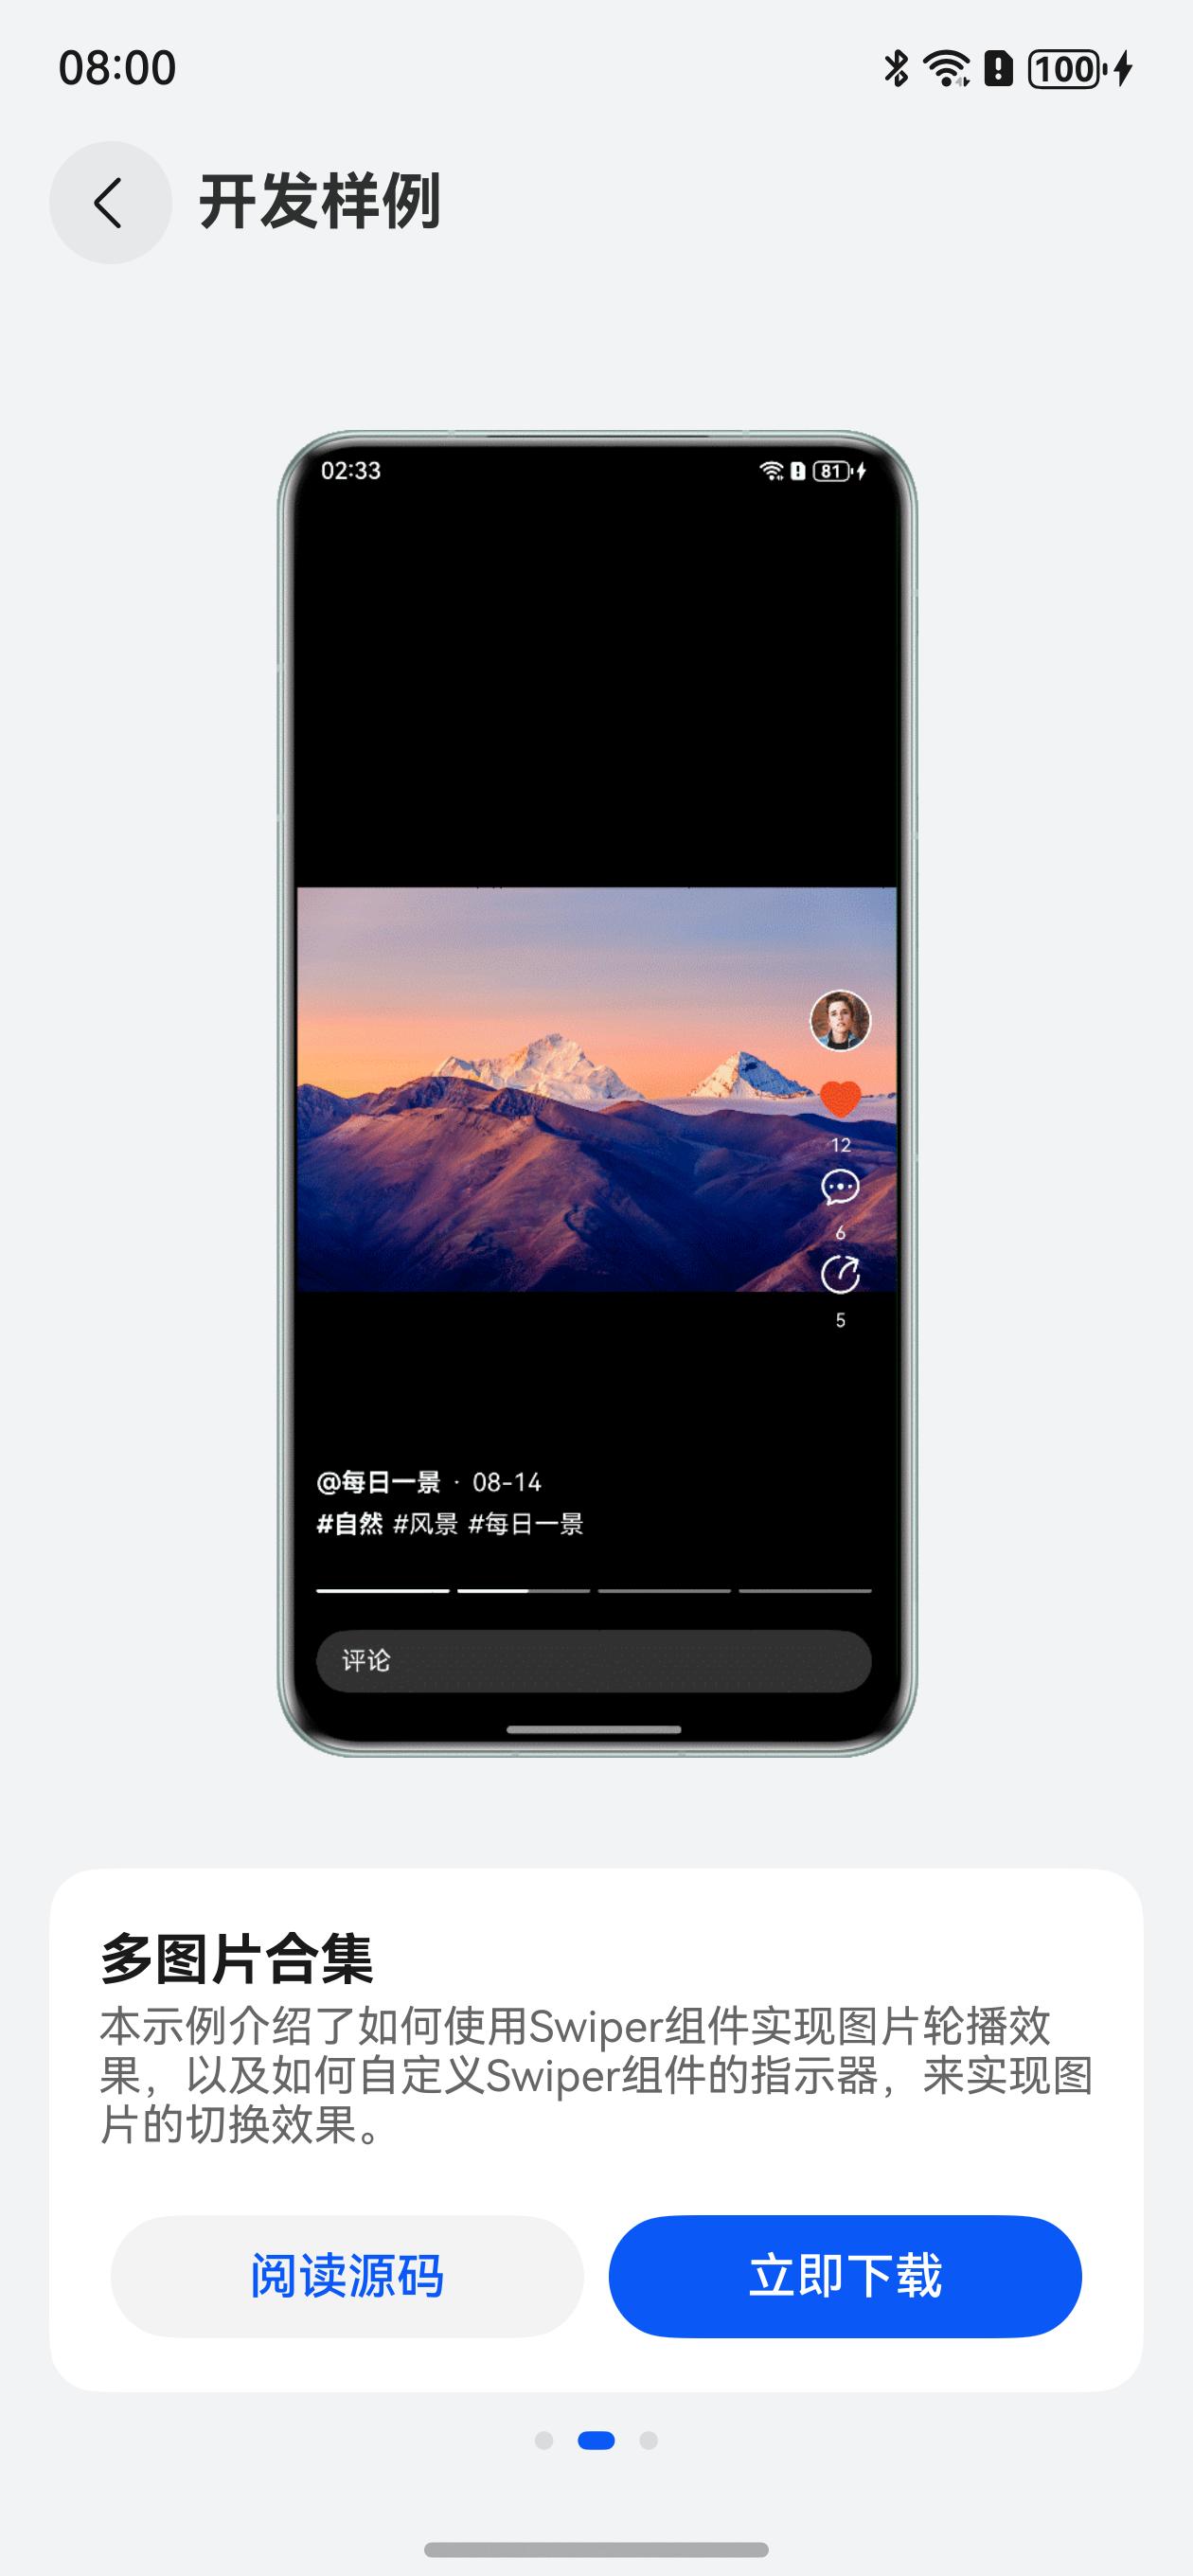 08:00
100
开发样例
02:33
81
12
6
5
@每日一景 · 08-14
#自然 #风景 #每日一景
评论
多图片合集
本示例介绍了如何使用Swiper组件实现图片轮播效
果，以及如何自定义Swiper组件的指示器，来实现图
片的切换效果。
阅读源码
立即下载